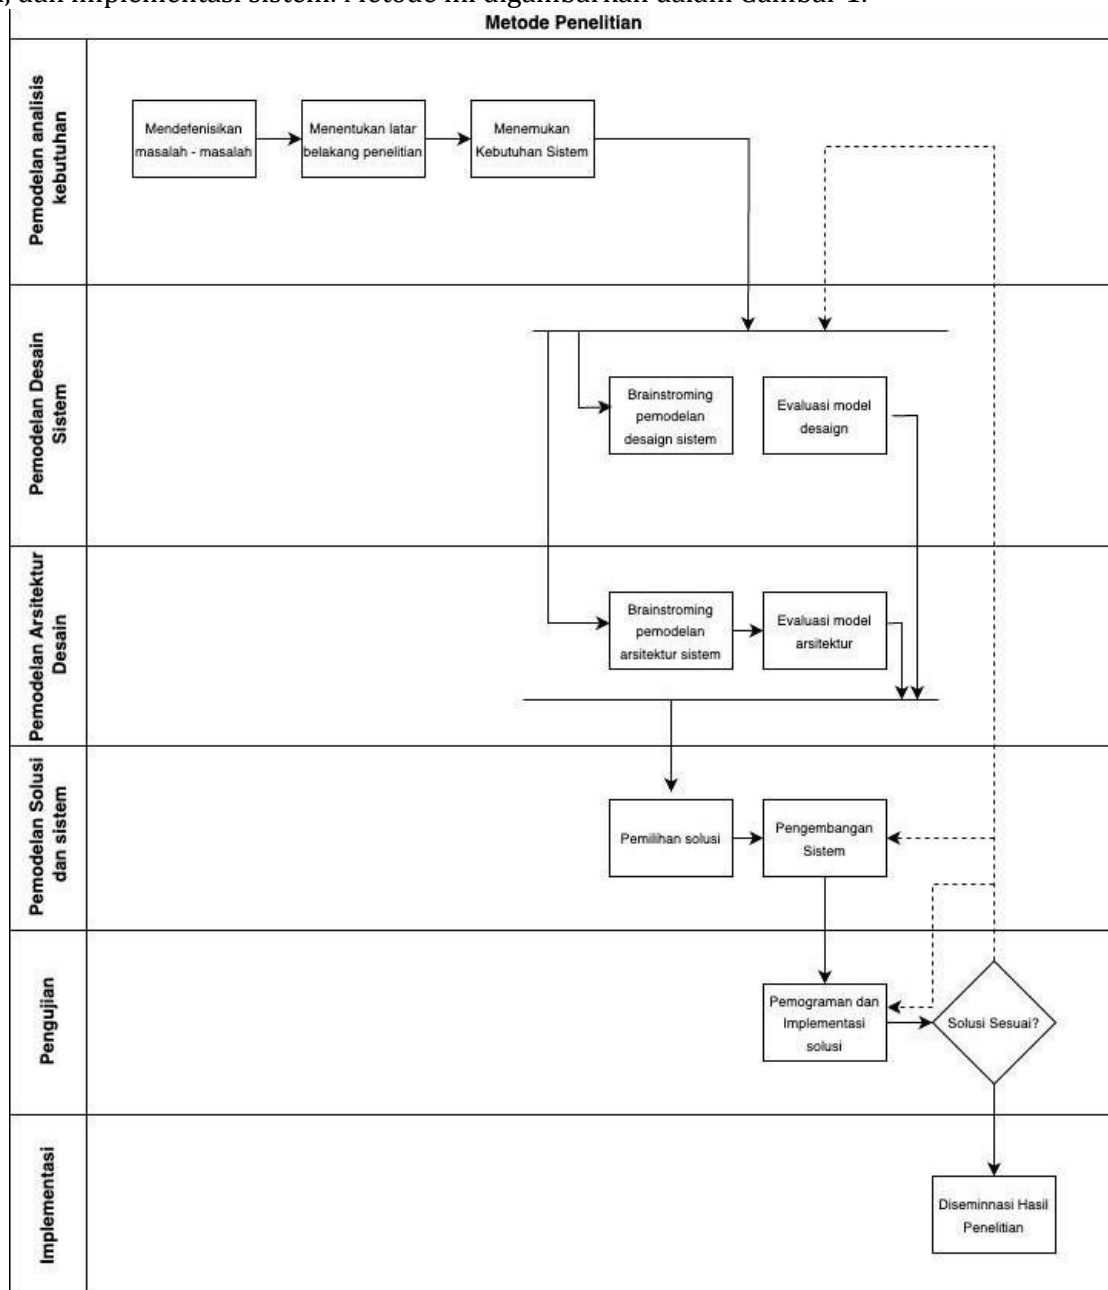 dan implementasi sistem. Metode ini digambarkan dalam Gambar 1.
Metode Penelitian
Pemodelan analisis
kebutuhan
Mendefenisikan
masalah - masalah
Menentukan latar
belakang penelitian
Menemukan
Kebutuhan Sistem
Pemodelan Desain
Sistem
Brainstroming
pemodelan
desaign sistem
Evaluasi model
desaign
Pemodelan Arsitektur
Desain
Brainstroming
pemodelan
arsitektur sistem
Evaluasi model
arsitektur
Pemodelan Solusi
dan sistem
Pemilihan solusi
Pengembangan
Sistem
Pengujian
Pemograman dan
Implementasi
solusi
Solusi Sesuai?
Implementasi
Diseminnasi Hasil
Penelitian